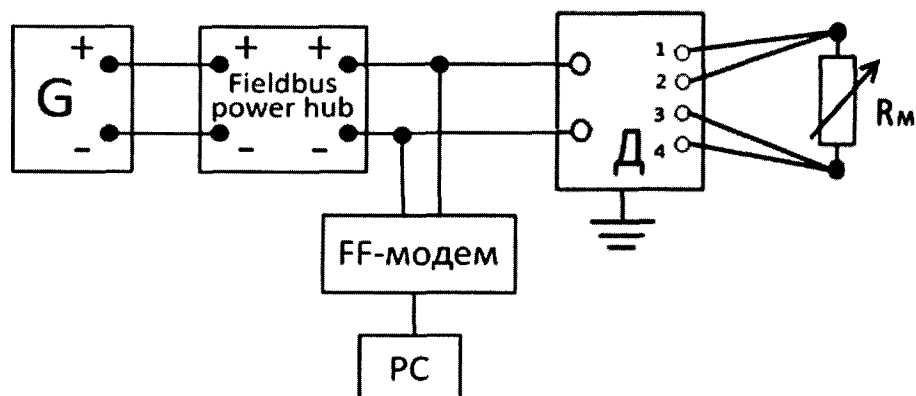 + + +
G
Fieldbus
power hub
- - -
1
2
3
4
Д
Rм
FF-модем
PC